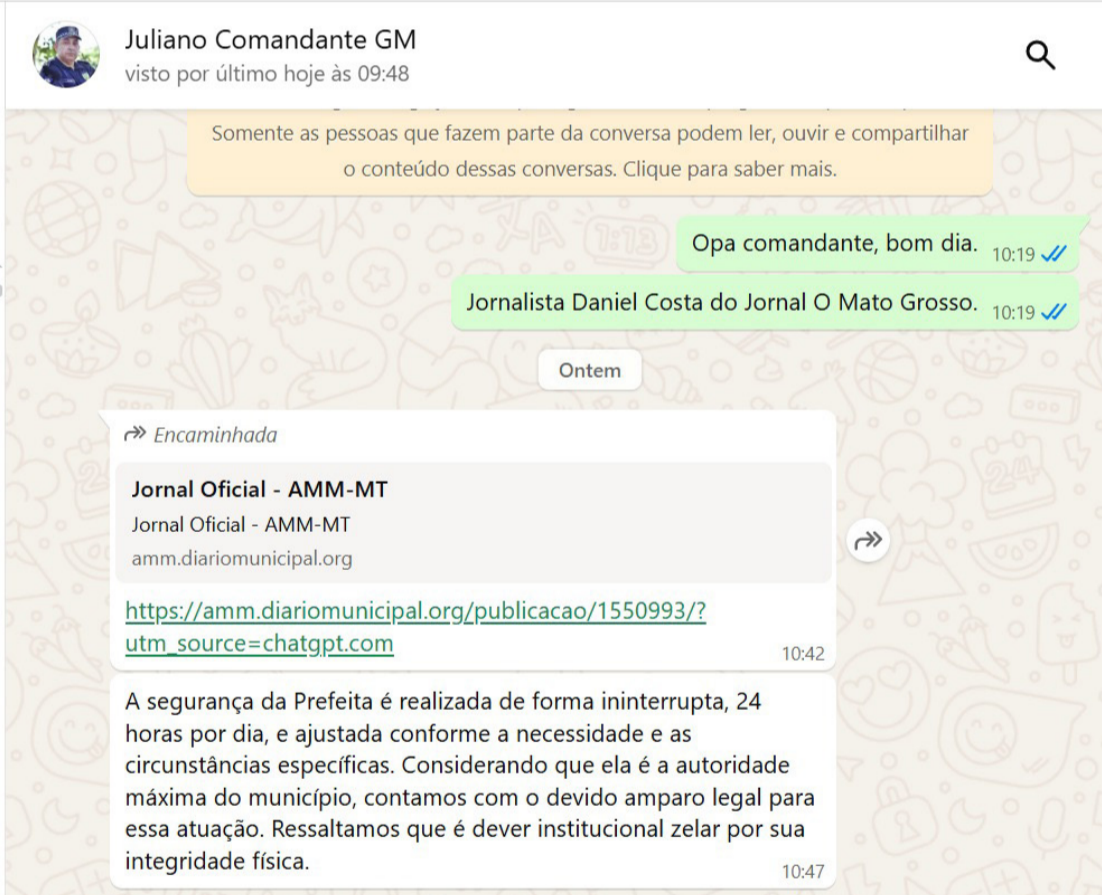 Juliano Comandante GM
visto por último hoje às 09:48
Somente as pessoas que fazem parte da conversa podem ler, ouvir e compartilhar
o conteúdo dessas conversas. Clique para saber mais.
Opa comandante, bom dia. 10:19
Jornalista Daniel Costa do Jornal O Mato Grosso. 10:19
Ontem
Encaminhada
Jornal Oficial - AMM-MT
Jornal Oficial - AMM-MT
amm.diariomunicipal.org
https://amm.diariomunicipal.org/publicacao/1550993/?
utm_source=chatgpt.com
10:42
A segurança da Prefeita é realizada de forma ininterrupta, 24
horas por dia, e ajustada conforme a necessidade e as
circunstâncias específicas. Considerando que ela é a autoridade
máxima do município, contamos com o devido amparo legal para
essa atuação. Ressaltamos que é dever institucional zelar por sua
integridade física.
10:47